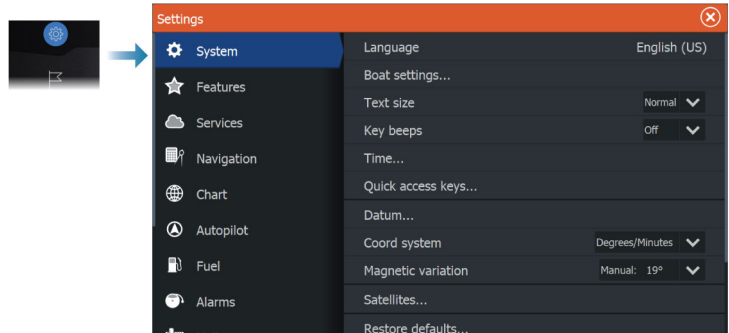 Settings
System
Features
Services
Navigation
Chart
Autopilot
Fuel
Alarms
Language English (US)
Boat settings...
Text size Normal
Key beeps Off
Time...
Quick access keys...
Datum...
Coord system Degrees/Minutes
Magnetic variation Manual: 19°
Satellites...
Restore defaults...